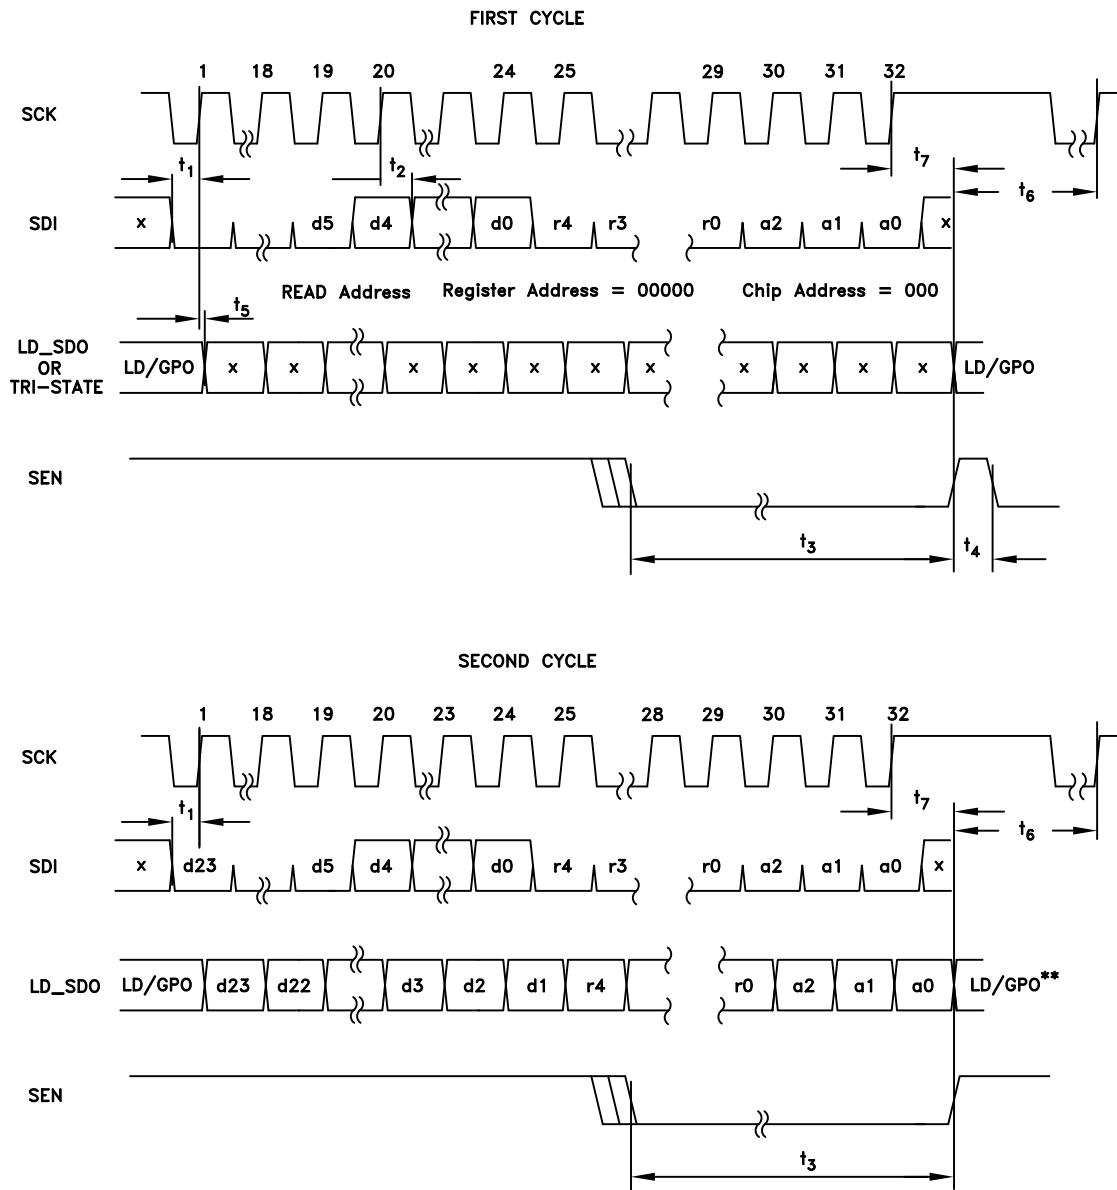 FIRST CYCLE
1 18 19 20 24 25 29 30 31 32
SCK
t1 t2 t7 t6
SDI x d5 d4 d0 r4 r3 r0 a2 a1 a0 x
READ Address Register Address = 00000 Chip Address = 000
t5
LD_SDO
OR
TRI-STATE
LD/GPO x x x x x x x x x x x LD/GPO
SEN
t3 t4
SECOND CYCLE
1 18 19 20 23 24 25 28 29 30 31 32
SCK
t1 t7 t6
SDI x d23 d5 d4 d0 r4 r3 r0 a2 a1 a0 x
LD_SDO LD/GPO d23 d22 d3 d2 d1 r4 r0 a2 a1 a0 LD/GPO**
SEN
t3